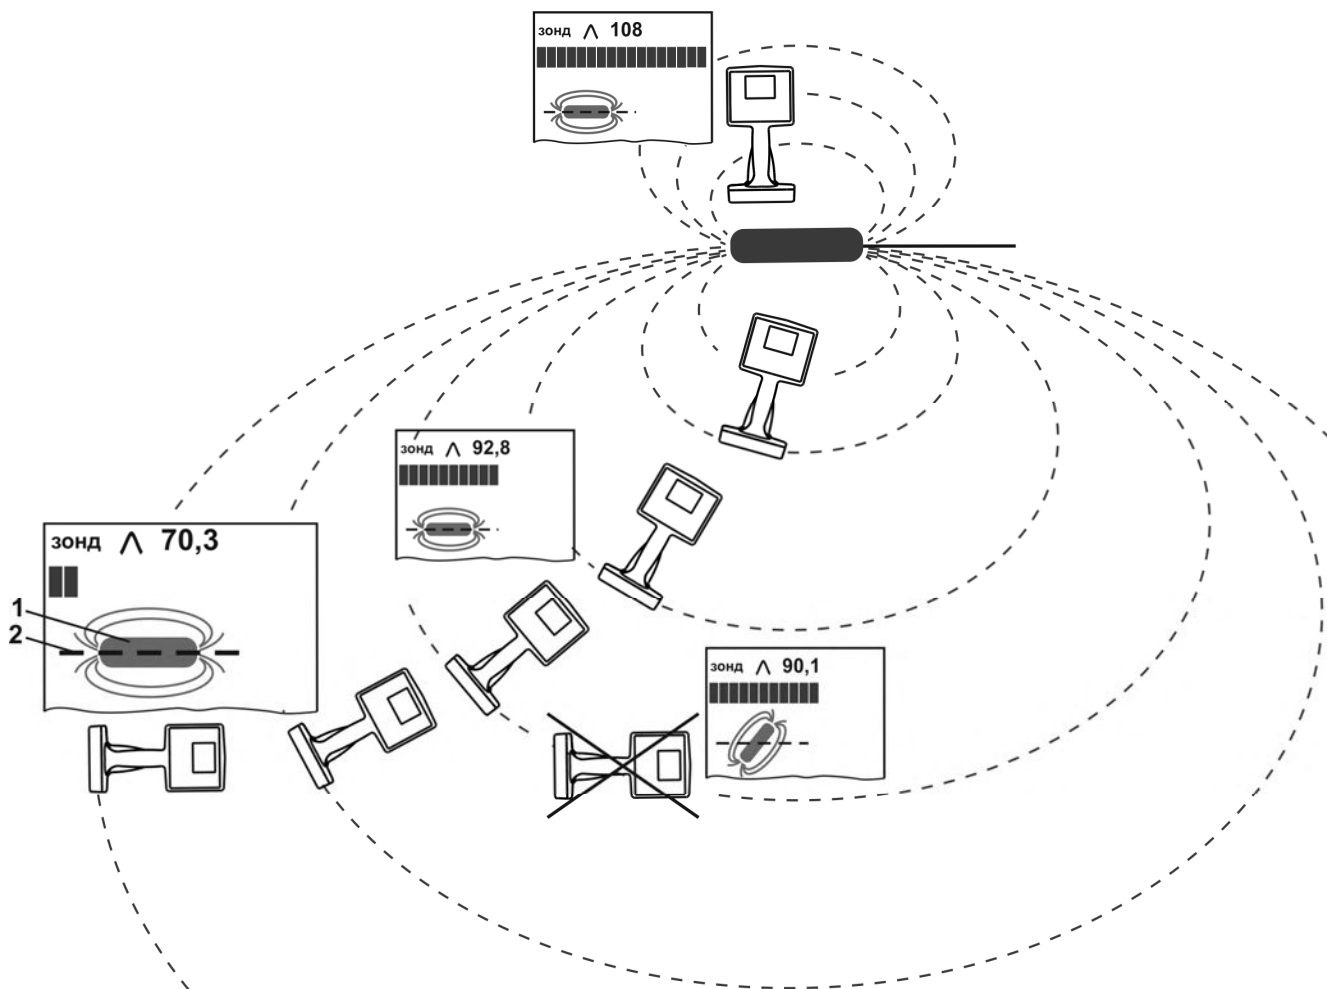 зонд ⋀ 108
зонд ⋀ 92,8
зонд ⋀ 70,3
1
2
зонд ⋀ 90,1